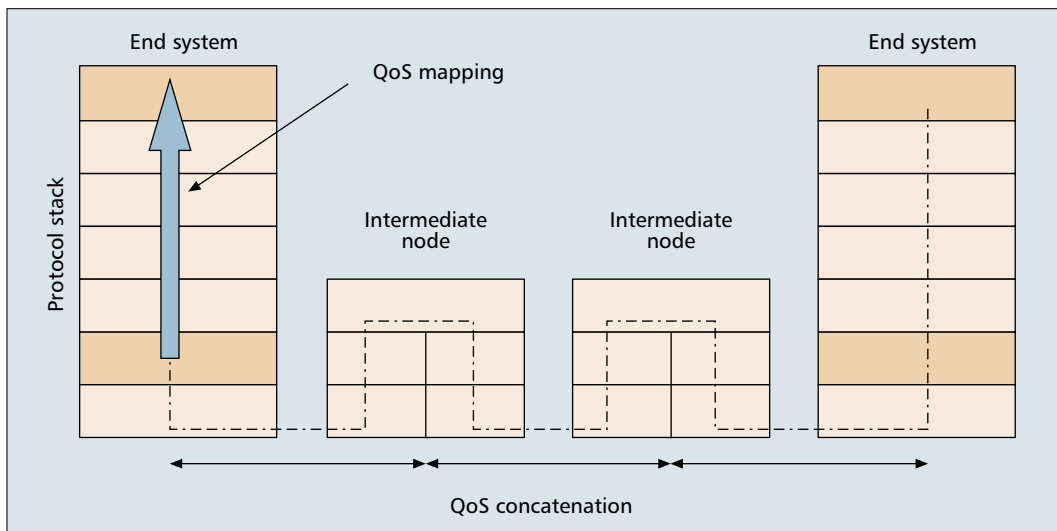 End system
End system
QoS mapping
Protocol stack
Intermediate
node
Intermediate
node
QoS concatenation